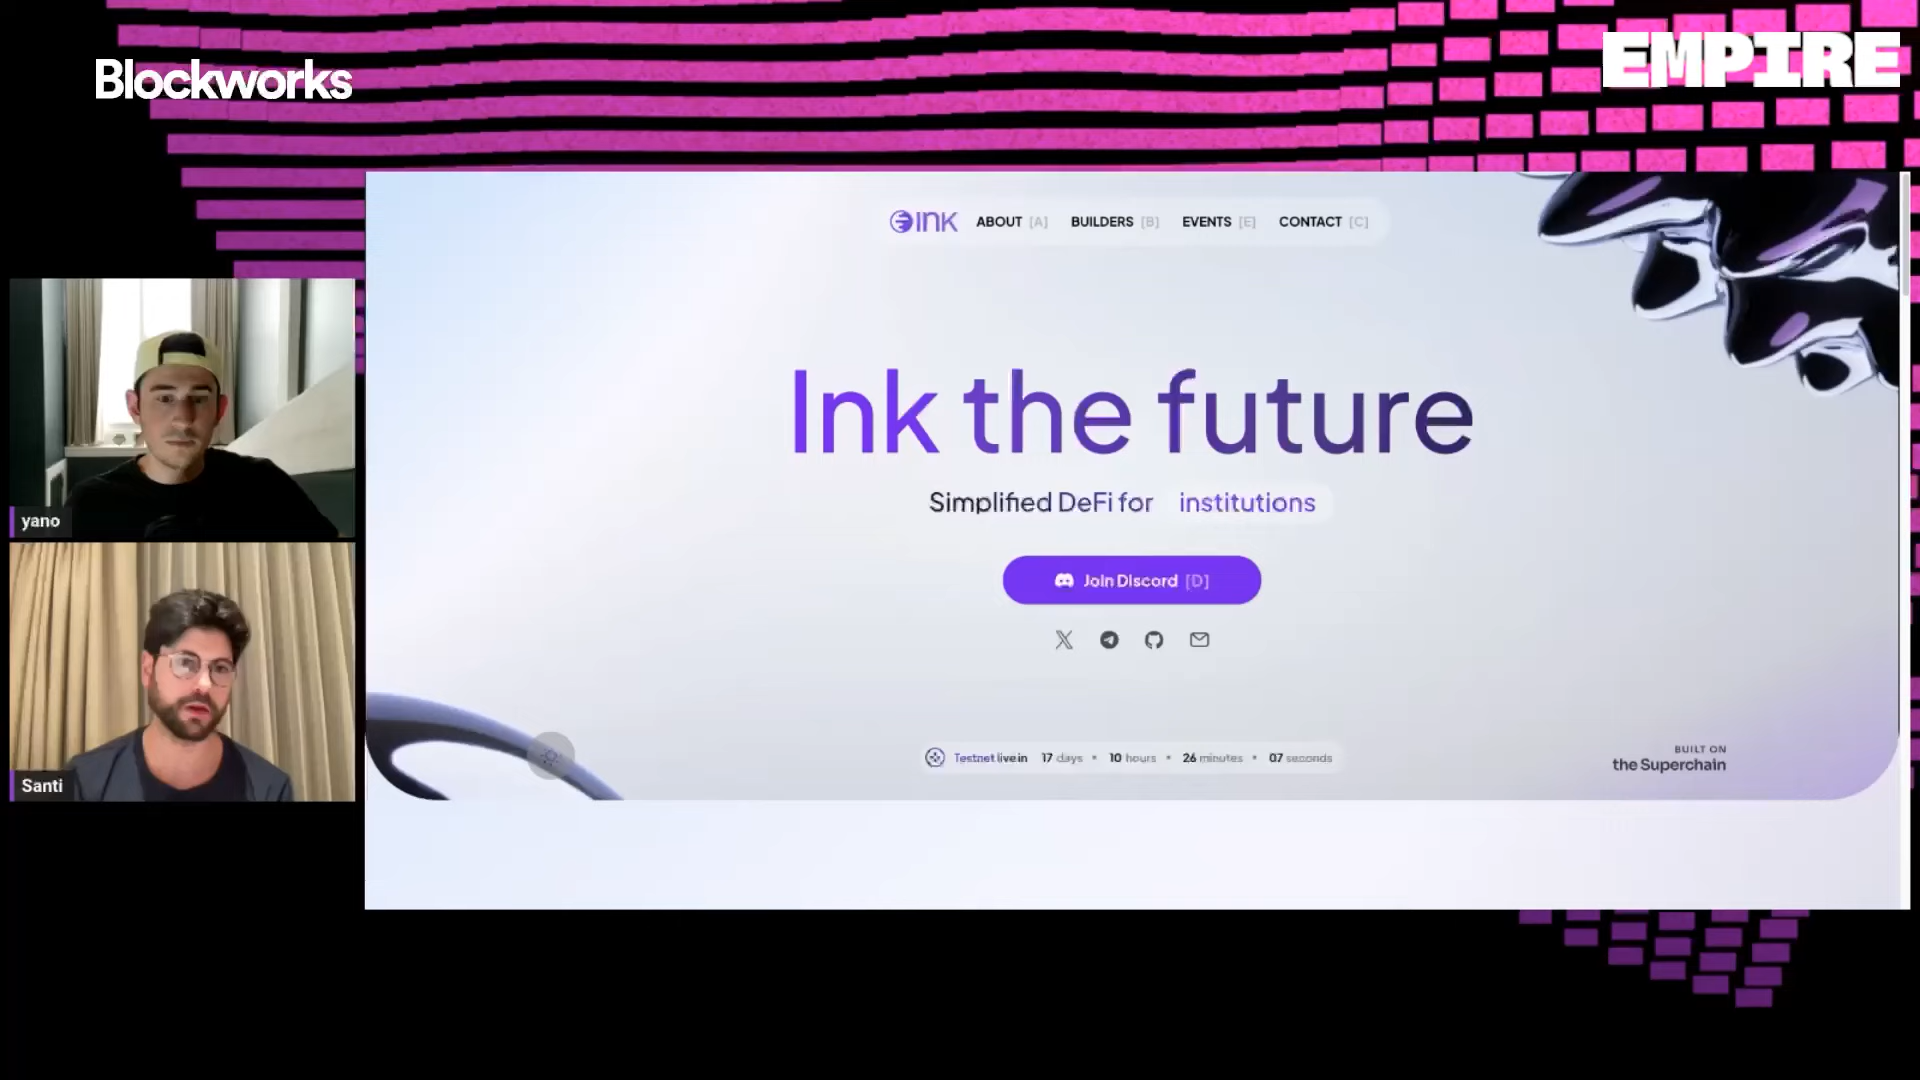 Blockworks
EMPIRE
INK ABOUT [A] BUILDERS [B] EVENTS [E] CONTACT [C]
Ink the future
Simplified DeFi for institutions
Join Discord [D]
Testnet live in 17 days • 10 hours • 26 minutes • 07 seconds
BUILT ON
the Superchain
yano
Santi